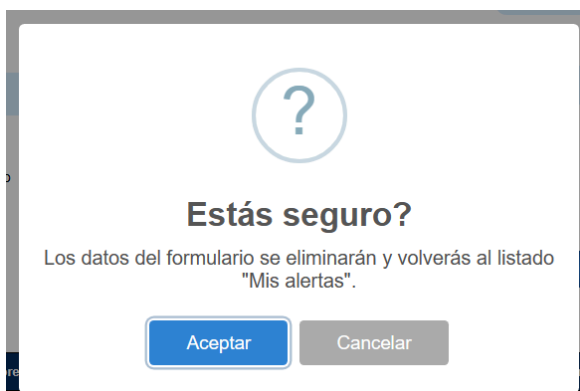 ?
Estás seguro?
Los datos del formulario se eliminarán y volverás al listado
"Mis alertas".
Aceptar
Cancelar